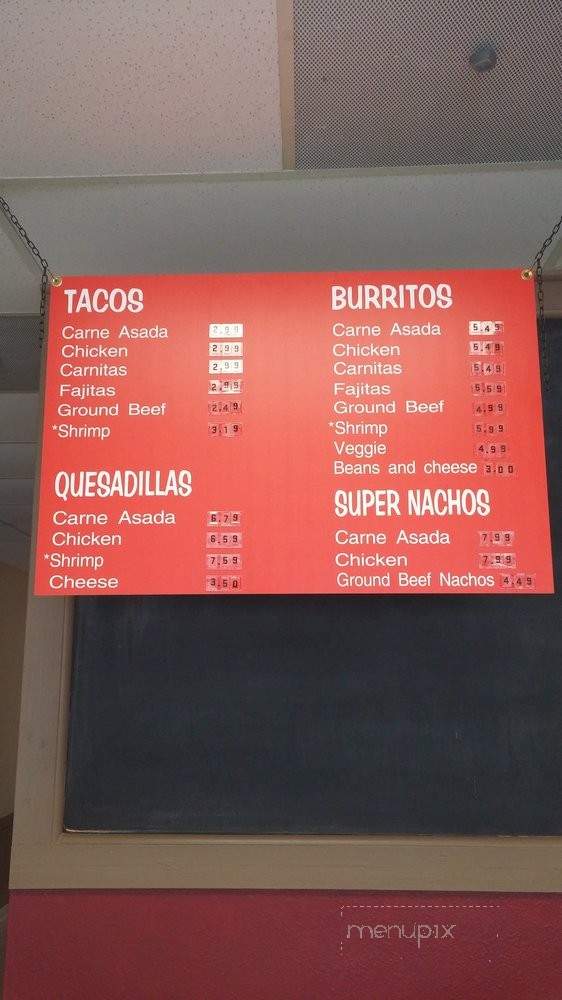 TACOS
Carne Asada 2.99
Chicken 2.99
Carnitas 2.99
Fajitas 2.99
Ground Beef 2.49
*Shrimp 3.19
QUESADILLAS
Carne Asada 6.79
Chicken 6.59
*Shrimp 7.59
Cheese 3.50
BURRITOS
Carne Asada 5.49
Chicken 5.49
Carnitas 5.49
Fajitas 5.59
Ground Beef 4.99
*Shrimp 5.99
Veggie 4.99
Beans and cheese 3.00
SUPER NACHOS
Carne Asada 7.99
Chicken 7.99
Ground Beef Nachos 4.49
menupix